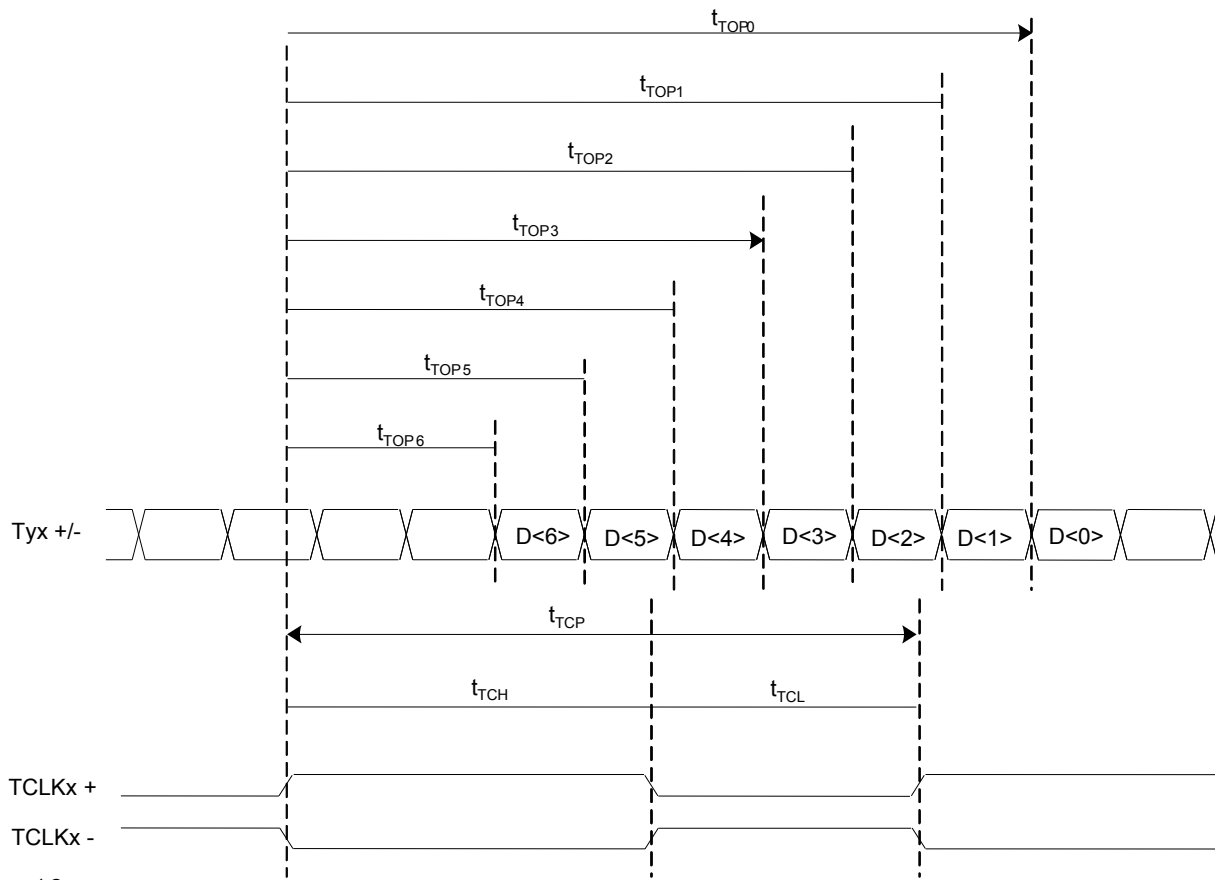 tTOP0
tTOP1
tTOP2
tTOP3
tTOP4
tTOP5
tTOP6
Tyx +/- D<6> D<5> D<4> D<3> D<2> D<1> D<0>
tTCP
tTCH tTCL
TCLKx +
TCLKx -